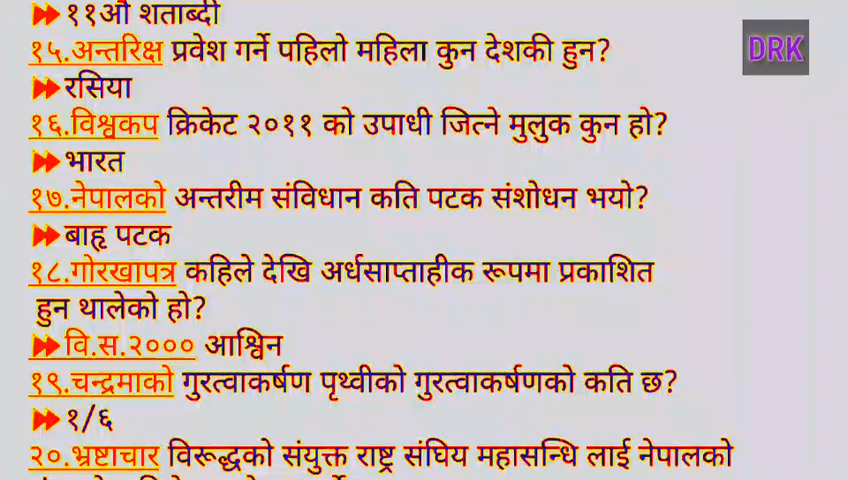 ११औ शताब्दी
१५.अन्तरिक्ष प्रवेश गर्ने पहिलो महिला कुन देशकी हुन?
रसिया
१६.विश्वकप क्रिकेट २०११ को उपाधी जित्ने मुलुक कुन हो?
भारत
१७.नेपालको अन्तरीम संविधान कति पटक संशोधन भयो?
बाहृ पटक
१८.गोरखापत्र कहिले देखि अर्धसाप्ताहीक रूपमा प्रकाशित
हुन थालेको हो?
वि.स.२००० आश्विन
१९.चन्द्रमाको गुरत्वाकर्षण पृथ्वीको गुरत्वाकर्षणको कति छ?
१/६
२०.भ्रष्टाचार विरूद्धको संयुक्त राष्ट्र संघिय महासन्धि लाई नेपालको
DRK